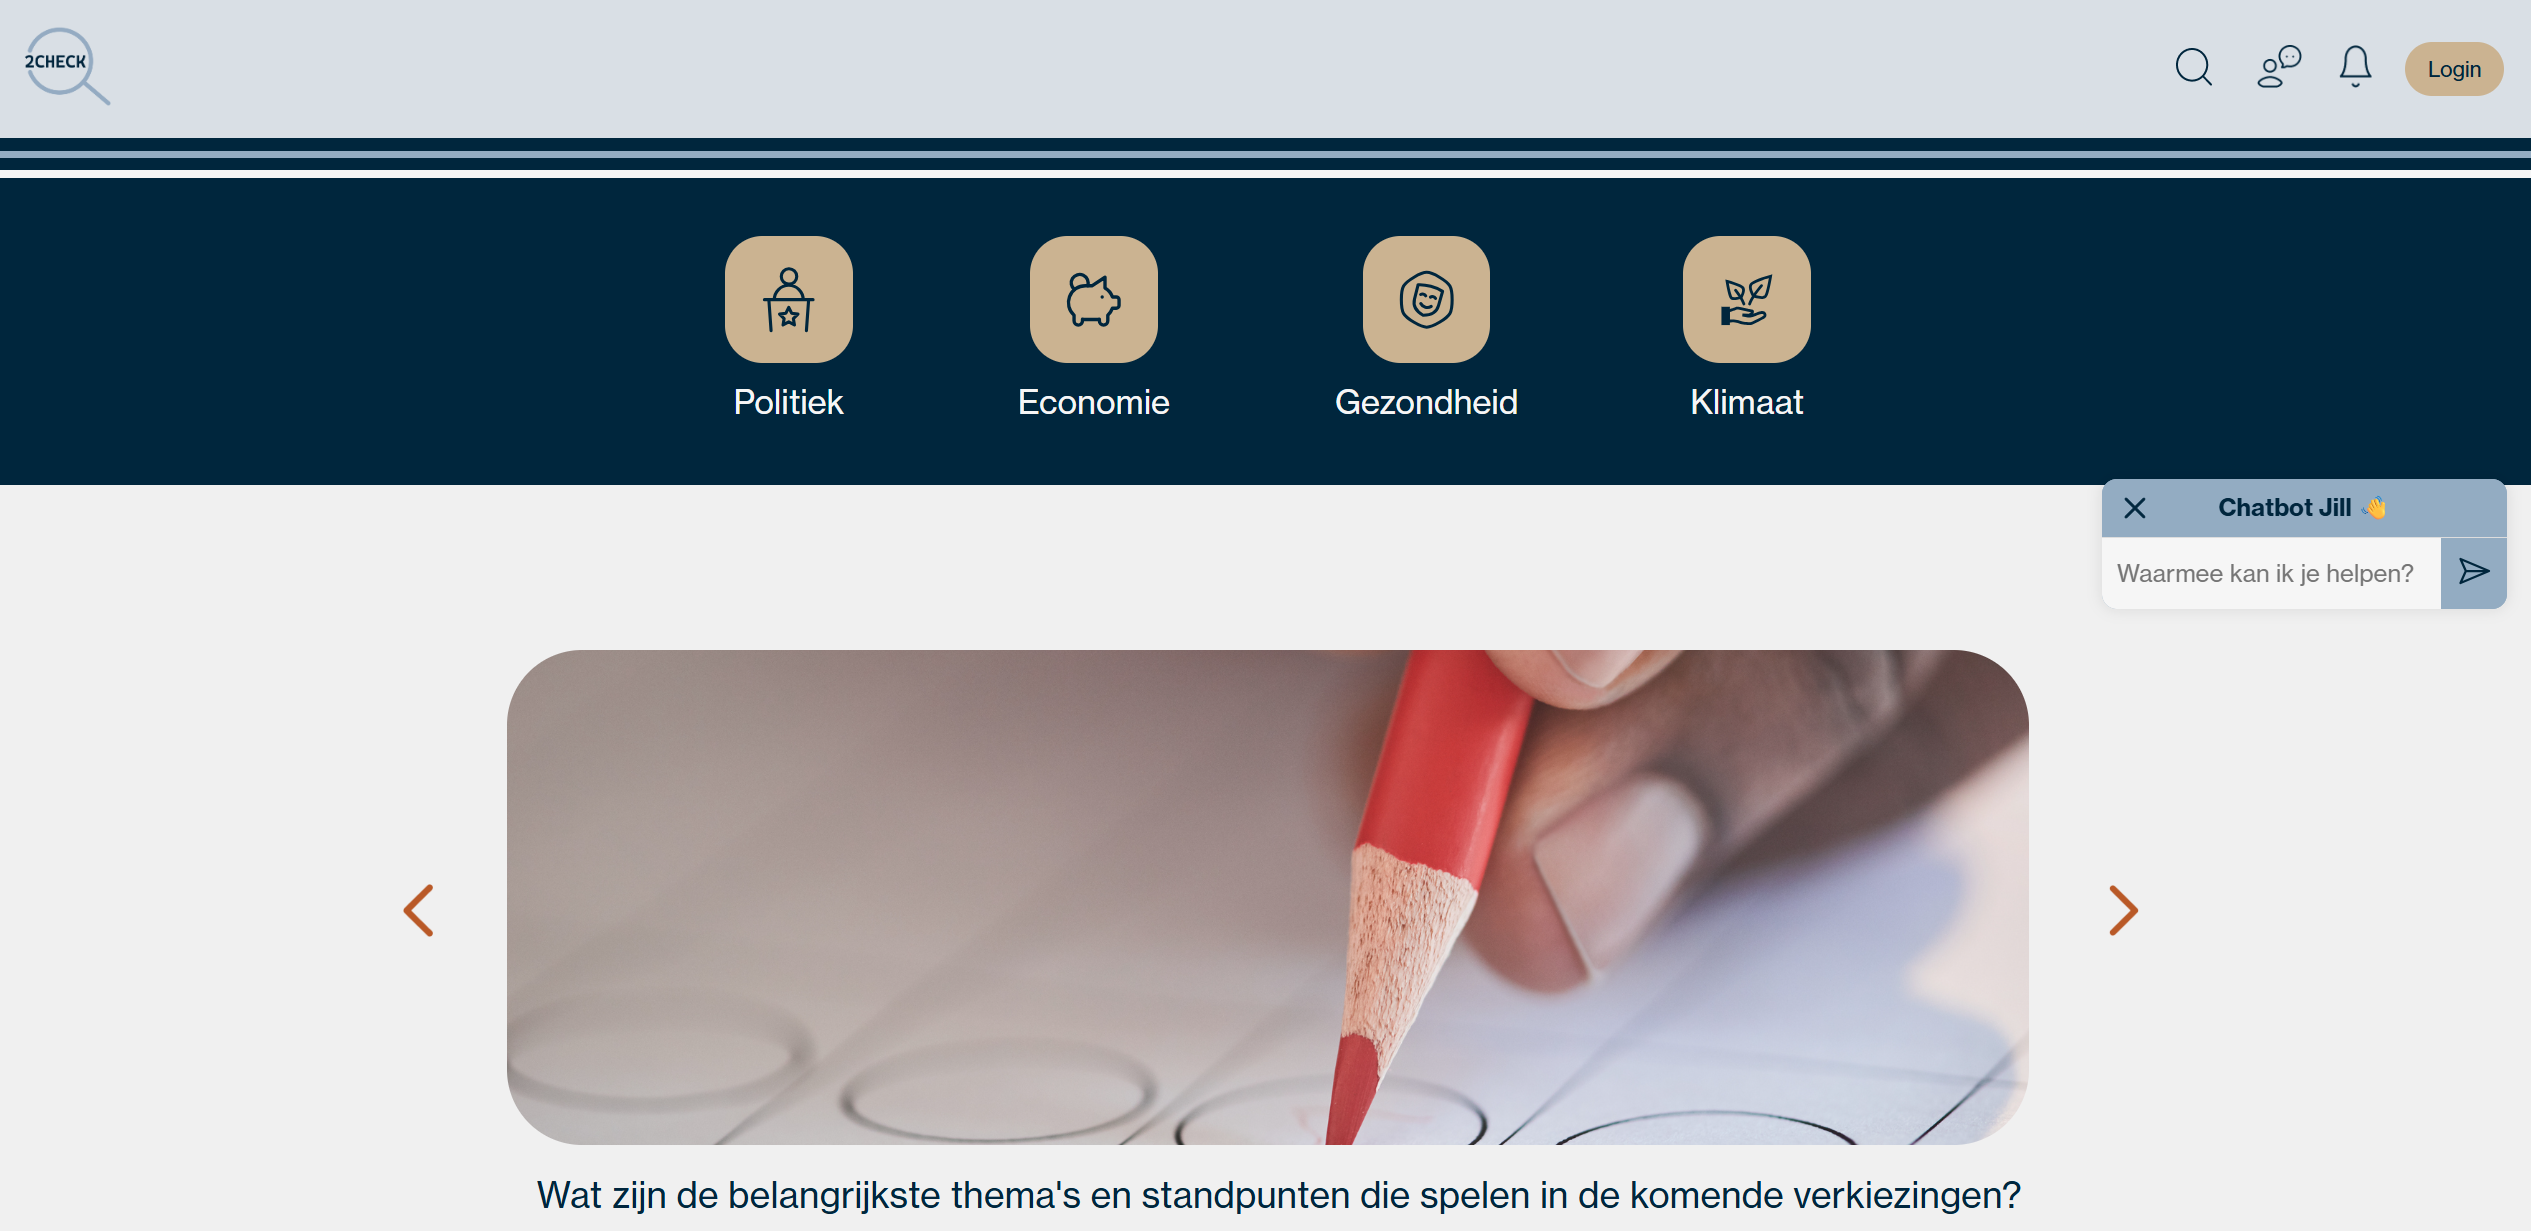 2CHECK
Login
Politiek
Economie
Gezondheid
Klimaat
Chatbot Jill 👋
Waarmee kan ik je helpen?
Wat zijn de belangrijkste thema's en standpunten die spelen in de komende verkiezingen?